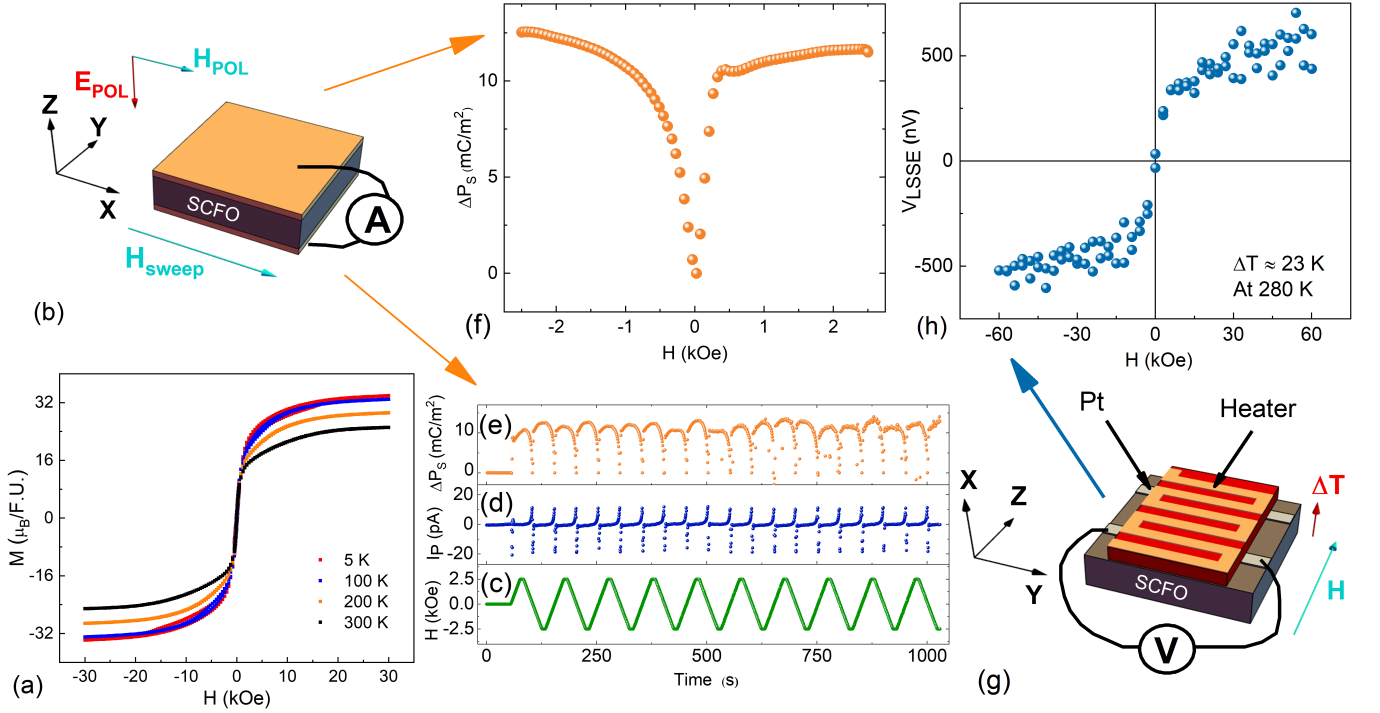 H_POL
E_POL
Z
Y
X
SCFO
A
H_sweep
(b)
ΔP_S (mC/m²)
10
5
0
-2
-1
0
1
2
H (kOe)
(f)
V_LSSE (nV)
500
0
-500
-60
-30
0
30
60
H (kOe)
ΔT ≈ 23 K
At 280 K
(h)
M (μ_B/F.U.)
32
16
0
-16
-32
-30
-20
-10
0
10
20
30
H (kOe)
5 K
100 K
200 K
300 K
(a)
(e)
ΔP_S (mC/m²)
10
0
(d)
Ip (pA)
20
0
-20
(c)
H (kOe)
2.5
0.0
-2.5
0
250
500
750
1000
Time (s)
Pt
Heater
X
Z
Y
ΔT
H
SCFO
V
(g)